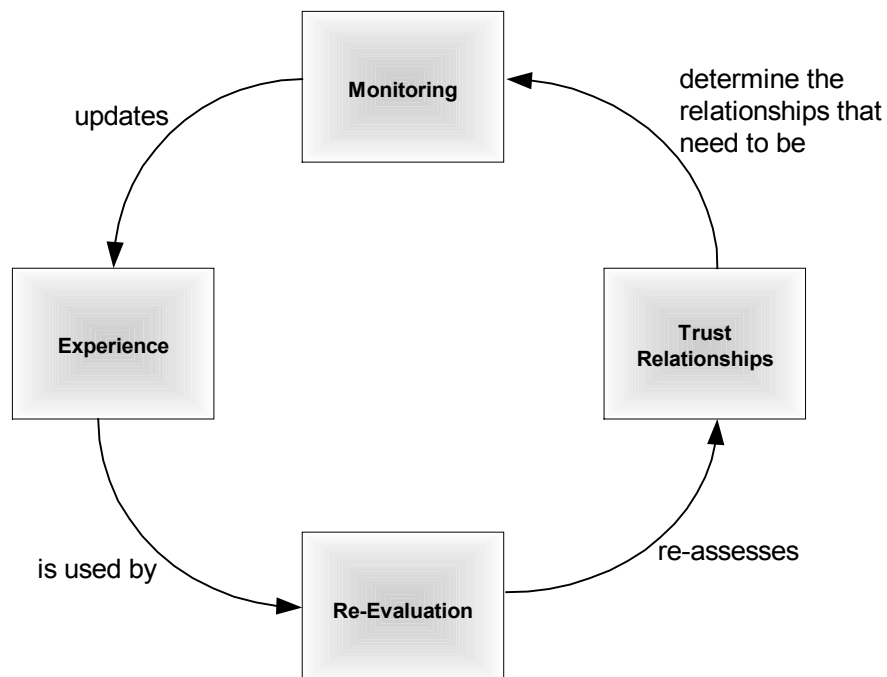 Monitoring
determine the
relationships that
need to be
updates
Experience
Trust
Relationships
is used by
Re-Evaluation
re-assesses